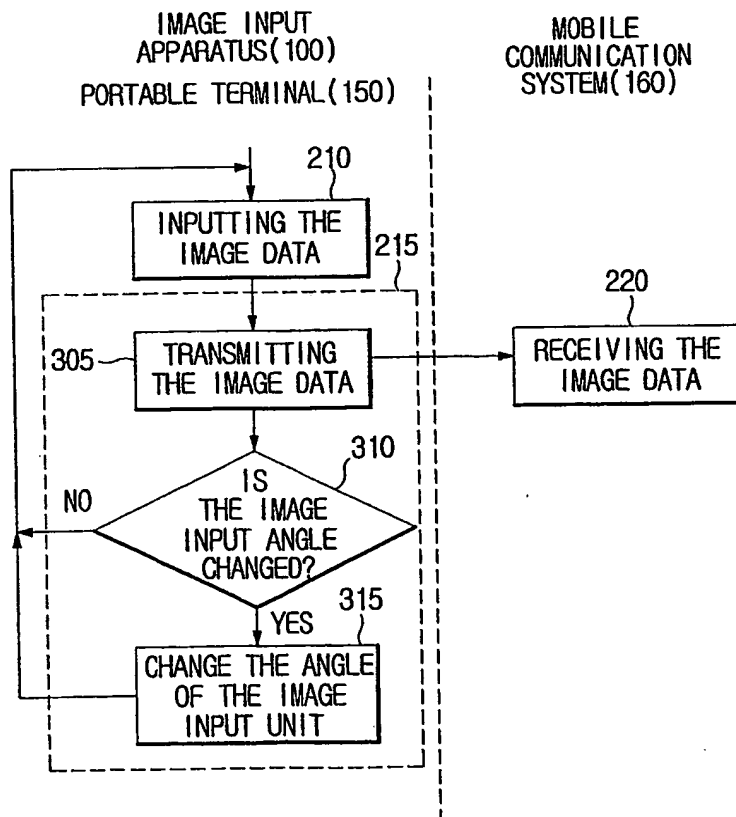 IMAGE INPUT
APPARATUS(100)
PORTABLE TERMINAL(150)
MOBILE
COMMUNICATION
SYSTEM(160)
210
INPUTTING THE
IMAGE DATA
215
305
TRANSMITTING
THE IMAGE DATA
220
RECEIVING THE
IMAGE DATA
310
IS
THE IMAGE
INPUT ANGLE
CHANGED?
NO
YES
315
CHANGE THE ANGLE
OF THE IMAGE
INPUT UNIT